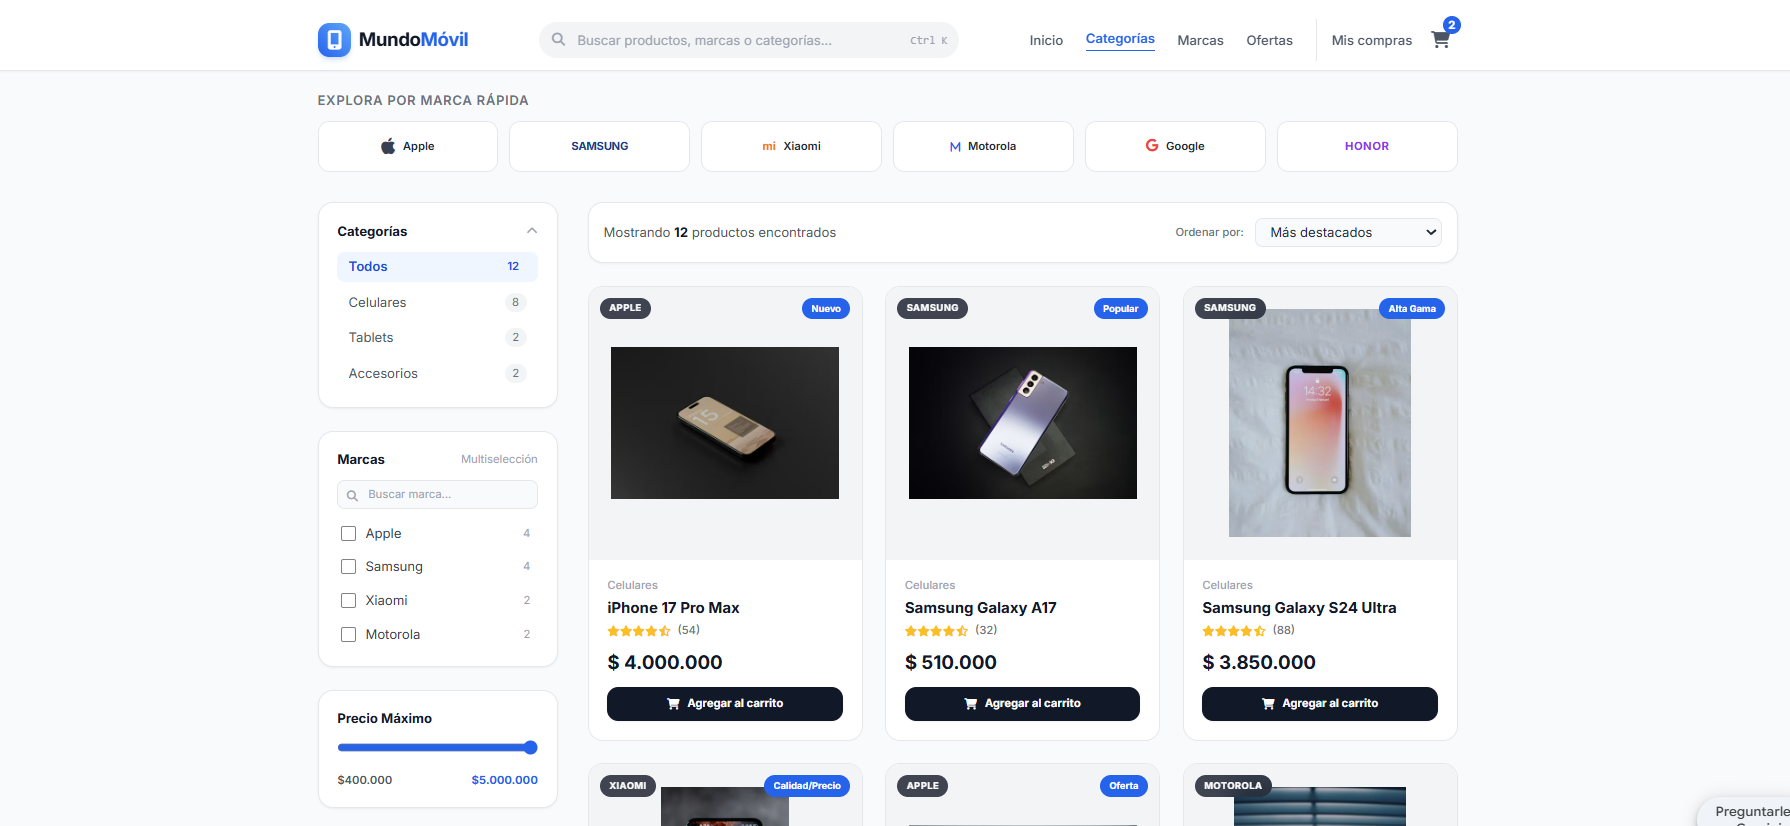 MundoMóvil
Buscar productos, marcas o categorías...
Ctrl K
Inicio
Categorías
Marcas
Ofertas
Mis compras
2
EXPLORA POR MARCA RÁPIDA
Apple
SAMSUNG
mi Xiaomi
M Motorola
G Google
HONOR
Categorías
Todos 12
Celulares 8
Tablets 2
Accesorios 2
Marcas
Multiselección
Buscar marca...
Apple 4
Samsung 4
Xiaomi 2
Motorola 2
Precio Máximo
$400.000
$5.000.000
Mostrando 12 productos encontrados
Ordenar por:
Más destacados
APPLE
Nuevo
15
Celulares
iPhone 17 Pro Max
(54)
$ 4.000.000
Agregar al carrito
SAMSUNG
Popular
SAMSUNG
Celulares
Samsung Galaxy A17
(32)
$ 510.000
Agregar al carrito
SAMSUNG
Alta Gama
14:32
Celulares
Samsung Galaxy S24 Ultra
(88)
$ 3.850.000
Agregar al carrito
XIAOMI
Calidad/Precio
APPLE
Oferta
MOTOROLA
Preguntarle